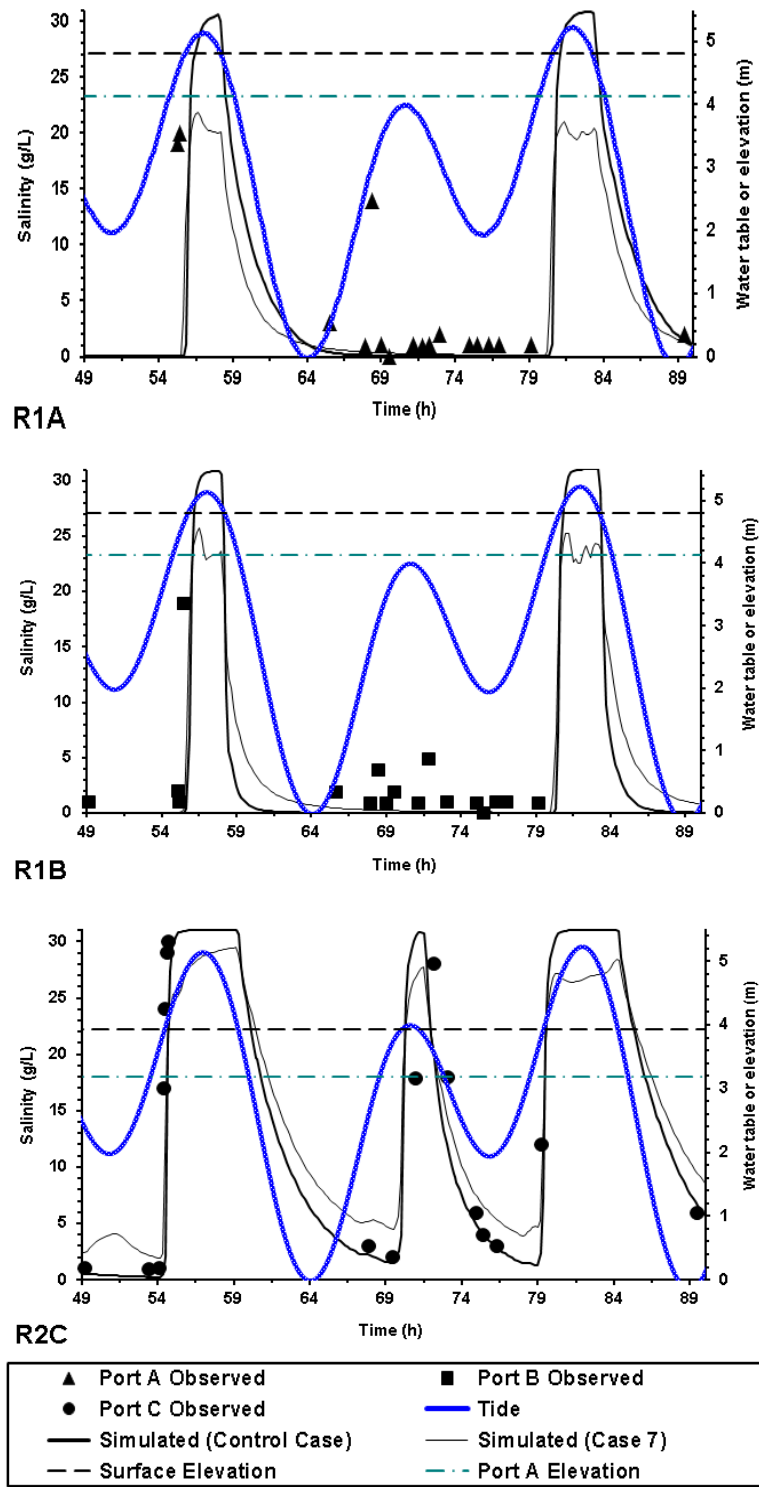 30
25
20
15
10
5
0
Salinity (g/L)
5
4
3
2
1
0
Water table or elevation (m)
49 54 59 64 69 74 79 84 89
Time (h)
R1A
30
25
20
15
10
5
0
Salinity (g/L)
5
4
3
2
1
0
Water table or elevation (m)
49 54 59 64 69 74 79 84 89
Time (h)
R1B
30
25
20
15
10
5
0
Salinity (g/L)
5
4
3
2
1
0
Water table or elevation (m)
49 54 59 64 69 74 79 84 89
Time (h)
R2C
Port A Observed Port B Observed
Port C Observed Tide
Simulated (Control Case) Simulated (Case 7)
Surface Elevation Port A Elevation